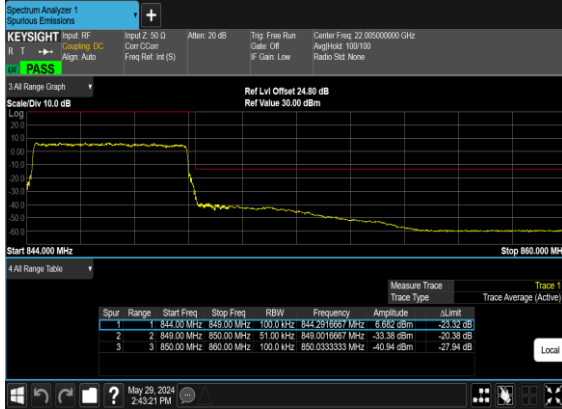 Spectrum Analyzer 1
Spurious Emissions
KEYSIGHT Input: RF Input Z: 50 Ω Atten: 20 dB Trig: Free Run Center Freq: 22.005000000 GHz
R T Coupling: DC Corr CCorr Gate: Off Avg|Hold: 100/100
Align: Auto Freq Ref: Int (S) IF Gain: Low Radio Std: None
PASS
3 All Range Graph
Ref Lvl Offset 24.80 dB
Scale/Div 10.0 dB Ref Value 30.00 dBm
Log
20.0
10.0
0.00
-10.0
-20.0
-30.0
-40.0
-50.0
-60.0
Start 844.000 MHz Stop 860.000 MH
4 All Range Table
Measure Trace Trace 1
Trace Type Trace Average (Active)
Spur Range Start Freq Stop Freq RBW Frequency Amplitude ΔLimit
1 1 844.00 MHz 849.00 MHz 100.0 kHz 844.2916667 MHz 6.682 dBm -23.32 dB
2 2 849.00 MHz 850.00 MHz 51.00 kHz 849.0016667 MHz -33.38 dBm -20.38 dB
3 3 850.00 MHz 860.00 MHz 100.0 kHz 850.0333333 MHz -40.94 dBm -27.94 dB
Local
? May 29, 2024
2:43:21 PM